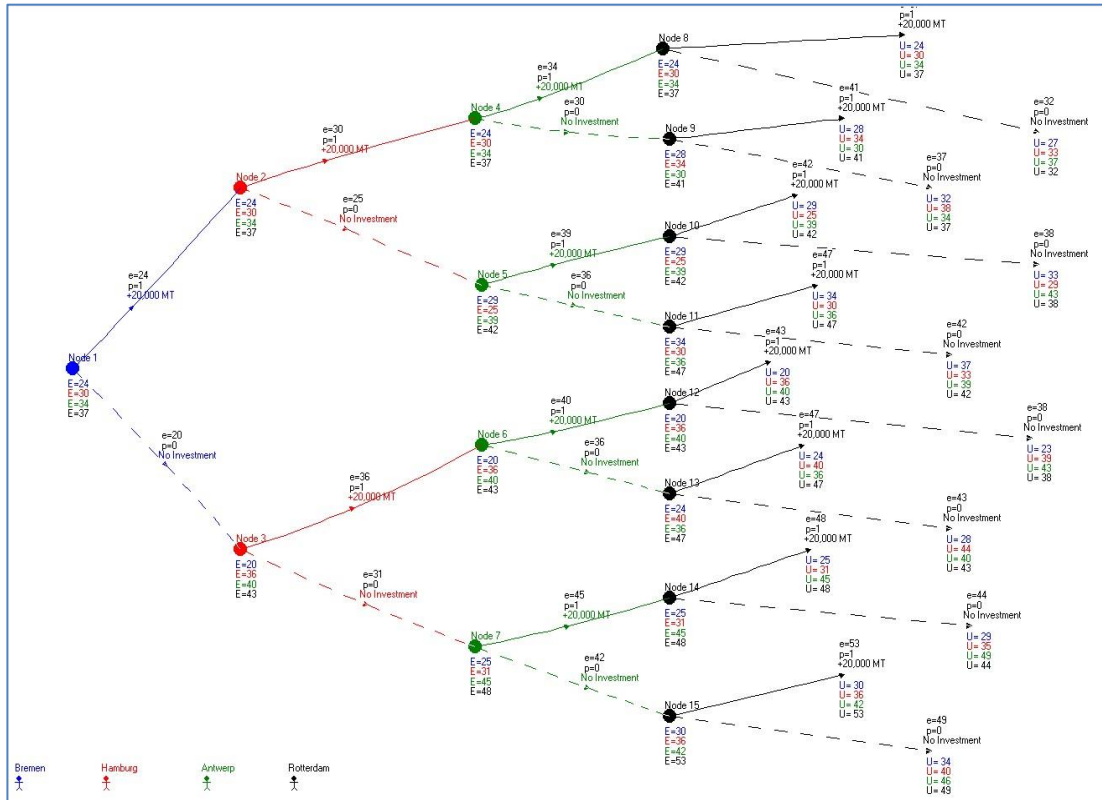 p=1
+20,000 MT
U= 24
U= 30
U= 34
U= 37
Node 8
E=24
E=30
E=34
E=37
e=32
p=0
No Investment
U= 27
U= 33
U= 37
U= 32
e=34
p=1
+20,000 MT
Node 4
E=24
E=30
E=34
E=37
e=30
p=0
No Investment
e=41
p=1
+20,000 MT
U= 28
U= 34
U= 30
U= 41
Node 9
E=28
E=34
E=30
E=41
e=37
p=0
No Investment
U= 32
U= 38
U= 34
U= 37
e=30
p=1
+20,000 MT
Node 2
E=24
E=30
E=34
E=37
e=25
p=0
No Investment
e=42
p=1
+20,000 MT
U= 29
U= 25
U= 39
U= 42
Node 10
E=29
E=25
E=39
E=42
e=38
p=0
No Investment
U= 33
U= 29
U= 43
U= 38
e=39
p=1
+20,000 MT
Node 5
E=29
E=25
E=39
E=42
e=36
p=0
No Investment
e=47
p=1
+20,000 MT
U= 34
U= 30
U= 36
U= 47
Node 11
E=34
E=30
E=36
E=47
e=42
p=0
No Investment
U= 37
U= 33
U= 39
U= 42
e=24
p=1
+20,000 MT
Node 1
E=24
E=30
E=34
E=37
e=20
p=0
No Investment
e=43
p=1
+20,000 MT
U= 20
U= 36
U= 40
U= 43
Node 12
E=20
E=36
E=40
E=43
e=38
p=0
No Investment
U= 23
U= 39
U= 43
U= 38
e=40
p=1
+20,000 MT
Node 6
E=20
E=36
E=40
E=43
e=36
p=0
No Investment
e=47
p=1
+20,000 MT
U= 24
U= 40
U= 36
U= 47
Node 13
E=24
E=40
E=36
E=47
e=43
p=0
No Investment
U= 28
U= 44
U= 40
U= 43
e=36
p=1
+20,000 MT
Node 3
E=20
E=36
E=40
E=43
e=31
p=0
No Investment
e=48
p=1
+20,000 MT
U= 25
U= 31
U= 45
U= 48
Node 14
E=25
E=31
E=45
E=48
e=44
p=0
No Investment
U= 29
U= 35
U= 49
U= 44
e=45
p=1
+20,000 MT
Node 7
E=25
E=31
E=45
E=48
e=42
p=0
No Investment
e=53
p=1
+20,000 MT
U= 30
U= 36
U= 42
U= 53
Node 15
E=30
E=36
E=42
E=53
e=49
p=0
No Investment
U= 34
U= 40
U= 46
U= 49
Bremen
Hamburg
Antwerp
Rotterdam